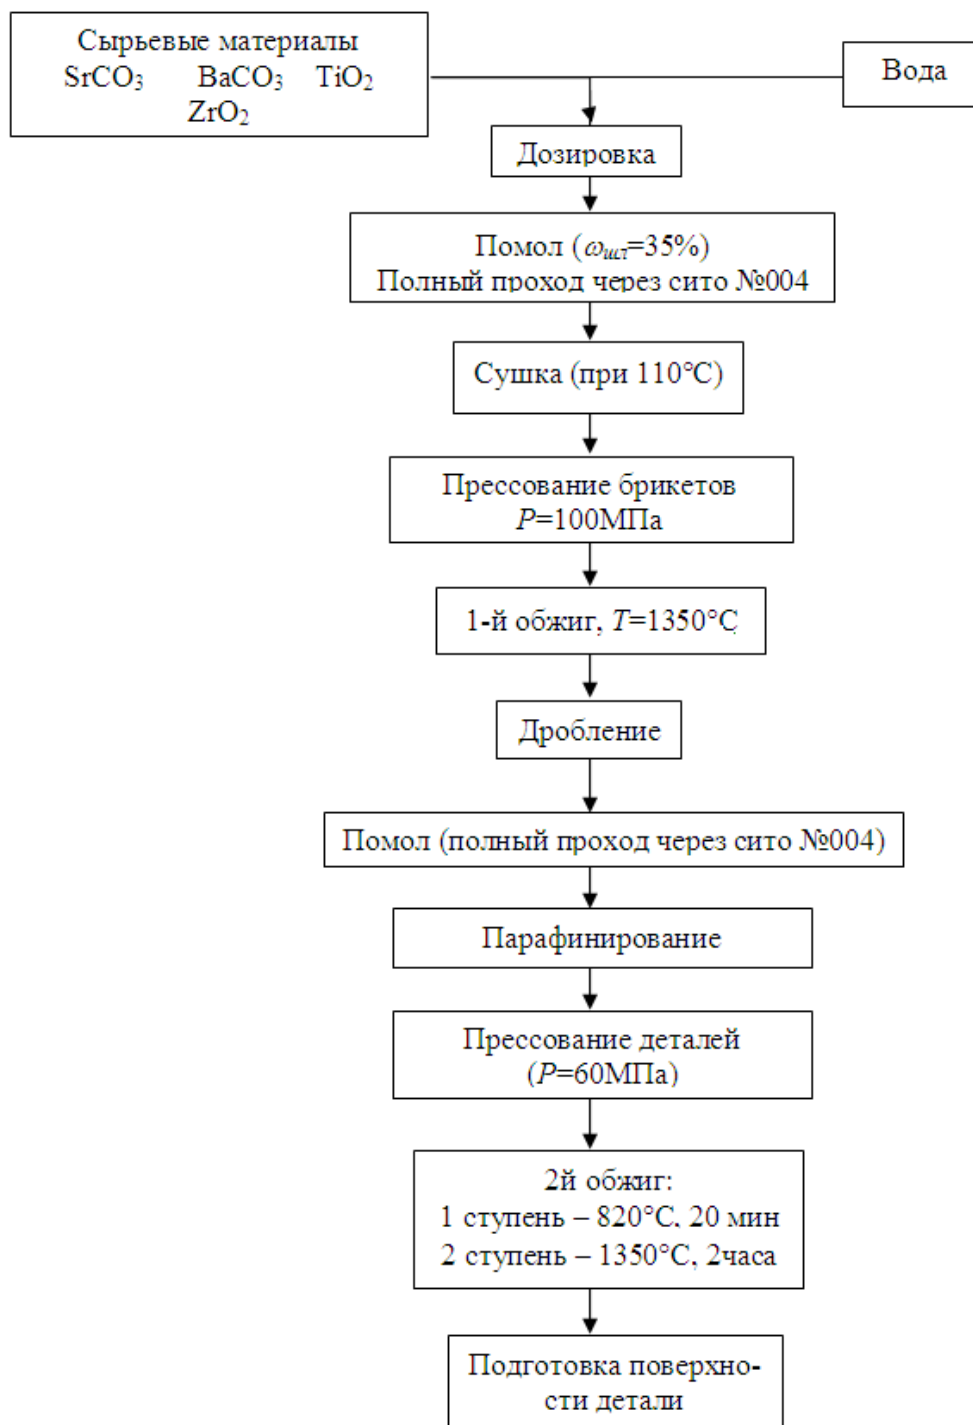 Сырьевые материалы
SrCO₃ BaCO₃ TiO₂
ZrO₂
Вода
Дозировка
Помол (ωшл=35%)
Полный проход через сито №004
Сушка (при 110°С)
Прессование брикетов
P=100МПа
1-й обжиг, T=1350°С
Дробление
Помол (полный проход через сито №004)
Парафинирование
Прессование деталей
(P=60МПа)
2й обжиг:
1 ступень – 820°С, 20 мин
2 ступень – 1350°С, 2часа
Подготовка поверхно-
сти детали